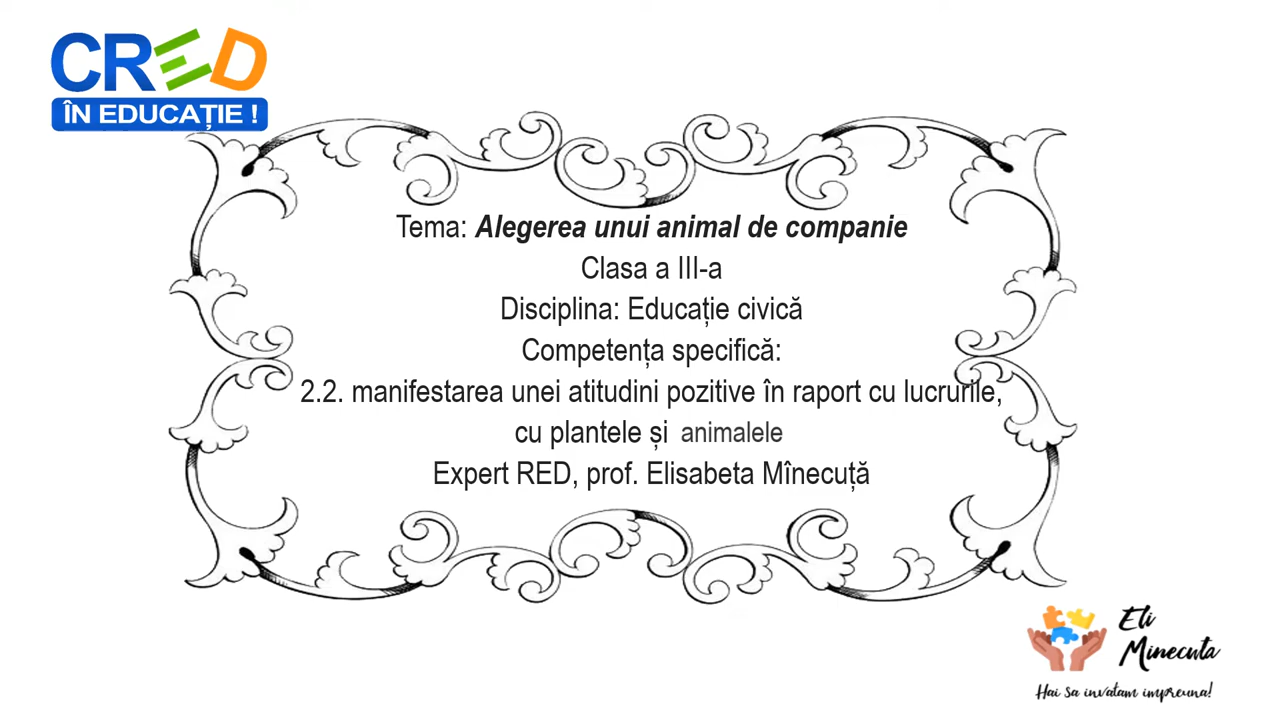 CRED
ÎN EDUCAȚIE !
Tema: Alegerea unui animal de companie
Clasa a III-a
Disciplina: Educație civică
Competența specifică:
2.2. manifestarea unei atitudini pozitive în raport cu lucrurile,
cu plantele și animalele
Expert RED, prof. Elisabeta Mînecuță
Eli
Minecuta
Hai sa invatam impreuna!